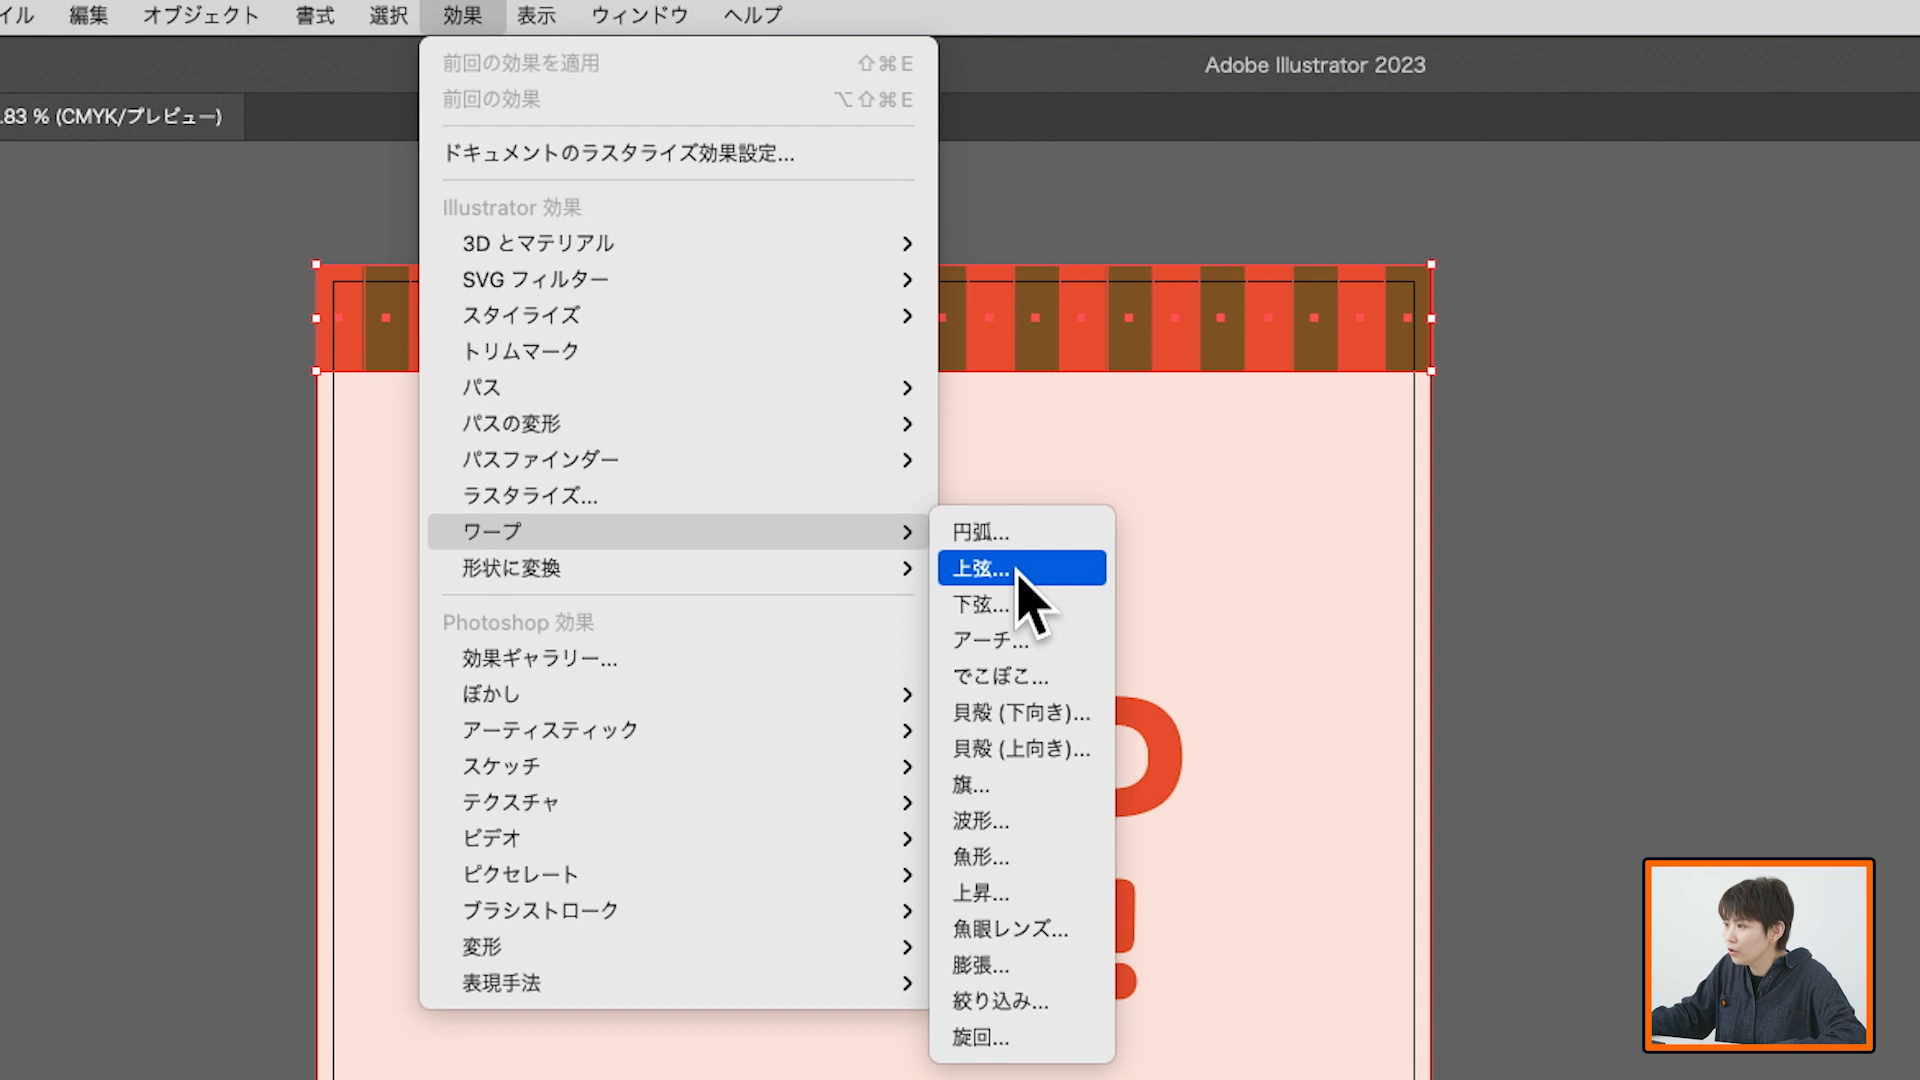 イル 編集 オブジェクト 書式 選択 効果 表示 ウィンドウ ヘルプ
Adobe Illustrator 2023
.83 % (CMYK/プレビュー)
前回の効果を適用 ⇧⌘E
前回の効果 ⌥⇧⌘E
ドキュメントのラスタライズ効果設定...
Illustrator 効果
3D とマテリアル
SVG フィルター
スタイライズ
トリムマーク
パス
パスの変形
パスファインダー
ラスタライズ...
ワープ
形状に変換
Photoshop 効果
効果ギャラリー...
ぼかし
アーティスティック
スケッチ
テクスチャ
ビデオ
ピクセレート
ブラシストローク
変形
表現手法
円弧...
上弦...
下弦...
アーチ...
でこぼこ...
貝殻 (下向き)...
貝殻 (上向き)...
旗...
波形...
魚形...
上昇...
魚眼レンズ...
膨張...
絞り込み...
旋回...
!